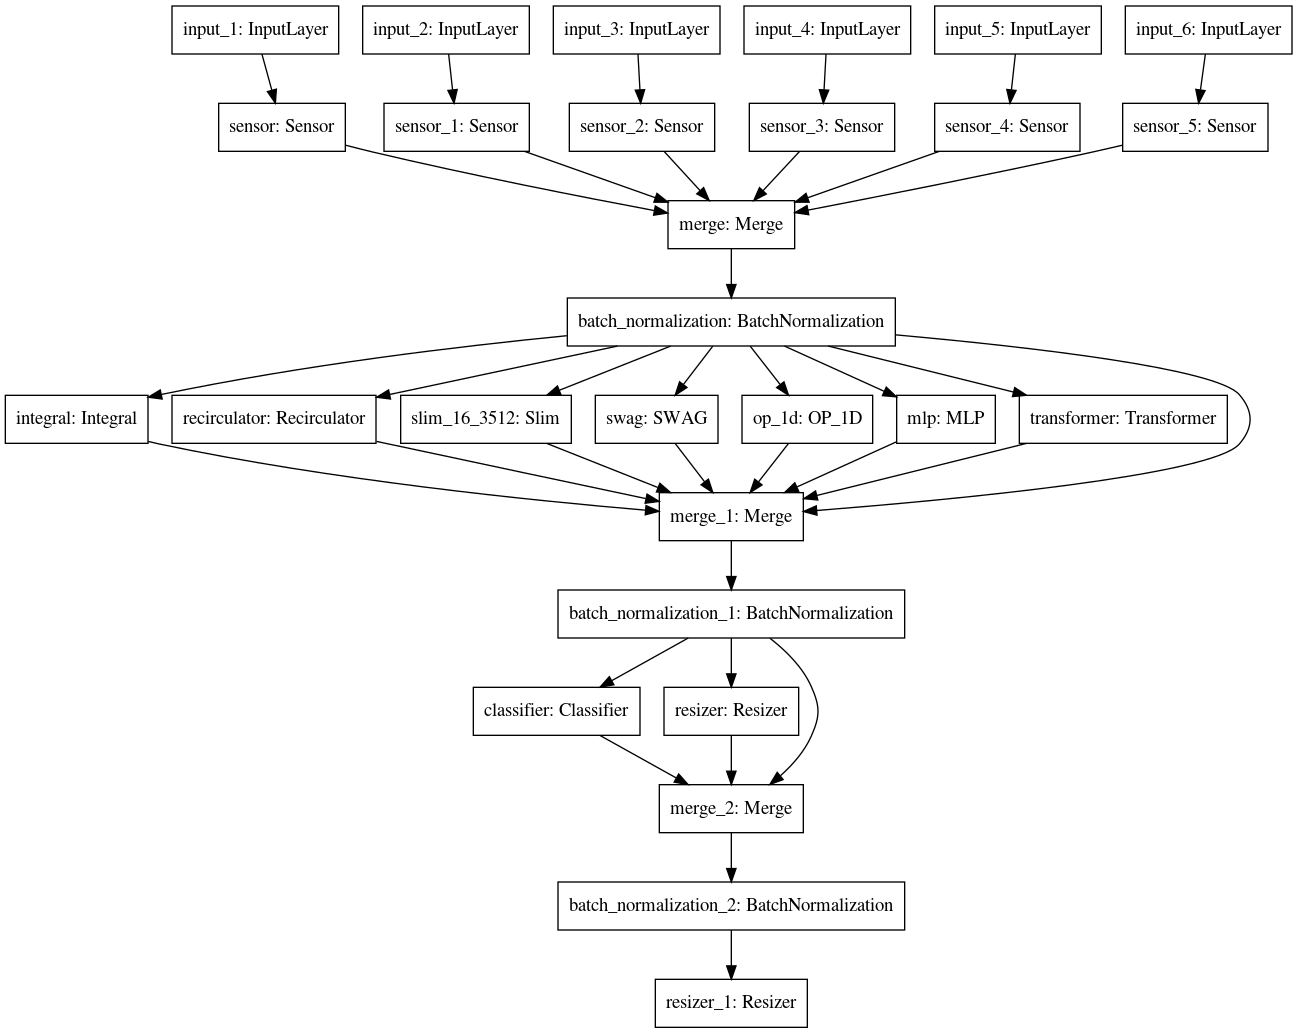 input_1: InputLayer
input_2: InputLayer
input_3: InputLayer
input_4: InputLayer
input_5: InputLayer
input_6: InputLayer
sensor: Sensor
sensor_1: Sensor
sensor_2: Sensor
sensor_3: Sensor
sensor_4: Sensor
sensor_5: Sensor
merge: Merge
batch_normalization: BatchNormalization
integral: Integral
recirculator: Recirculator
slim_16_3512: Slim
swag: SWAG
op_1d: OP_1D
mlp: MLP
transformer: Transformer
merge_1: Merge
batch_normalization_1: BatchNormalization
classifier: Classifier
resizer: Resizer
merge_2: Merge
batch_normalization_2: BatchNormalization
resizer_1: Resizer